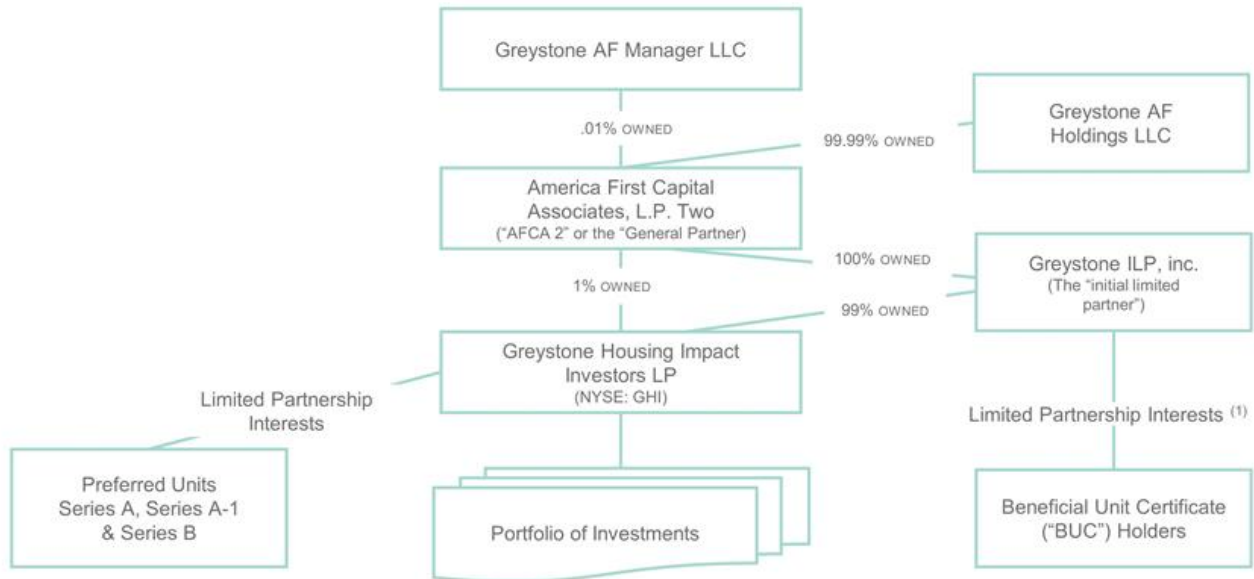 Greystone AF Manager LLC
.01% OWNED
99.99% OWNED
Greystone AF
Holdings LLC
America First Capital
Associates, L.P. Two
(“AFCA 2” or the “General Partner)
100% OWNED
1% OWNED
99% OWNED
Greystone ILP, inc.
(The “initial limited
partner”)
Greystone Housing Impact
Investors LP
(NYSE: GHI)
Limited Partnership
Interests
Limited Partnership Interests (1)
Preferred Units
Series A, Series A-1
& Series B
Portfolio of Investments
Beneficial Unit Certificate
(“BUC”) Holders